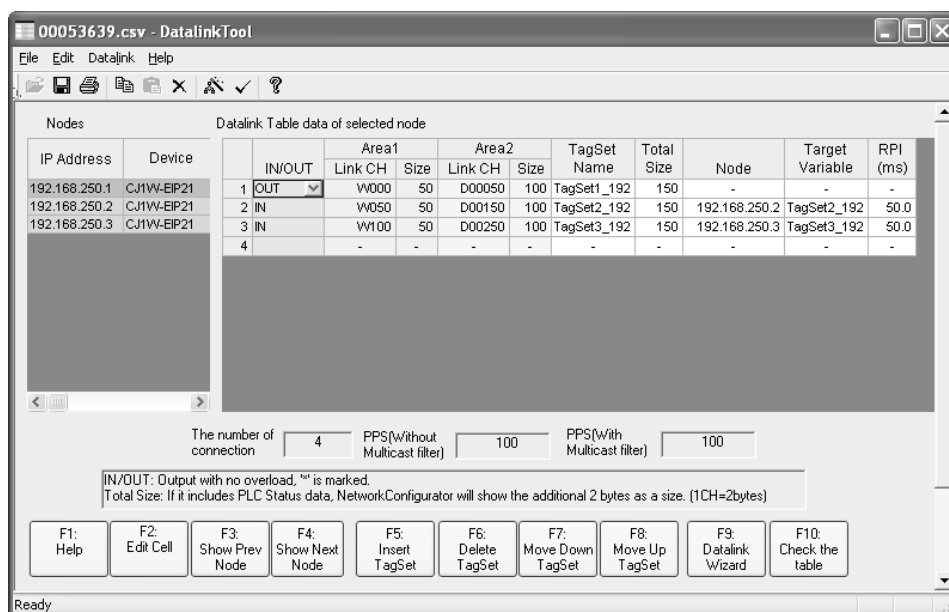 00053639.csv - DatalinkTool
File Edit Datalink Help
Nodes
Datalink Table data of selected node
IP Address Device
192.168.250.1 CJ1W-EIP21
192.168.250.2 CJ1W-EIP21
192.168.250.3 CJ1W-EIP21
Area1 Area2 TagSet Total Target RPI
IN/OUT Link CH Size Link CH Size Name Size Node Variable (ms)
1 OUT W000 50 D00050 100 TagSet1_192 150 - - -
2 IN W050 50 D00150 100 TagSet2_192 150 192.168.250.2 TagSet2_192 50.0
3 IN W100 50 D00250 100 TagSet3_192 150 192.168.250.3 TagSet3_192 50.0
4 - - - - - - - - -
The number of connection 4
PPS(Without Multicast filter) 100
PPS(With Multicast filter) 100
IN/OUT: Output with no overload, '*' is marked.
Total Size: If it includes PLC Status data, NetworkConfigurator will show the additional 2 bytes as a size. (1CH=2bytes)
F1: Help
F2: Edit Cell
F3: Show Prev Node
F4: Show Next Node
F5: Insert TagSet
F6: Delete TagSet
F7: Move Down TagSet
F8: Move Up TagSet
F9: Datalink Wizard
F10: Check the table
Ready